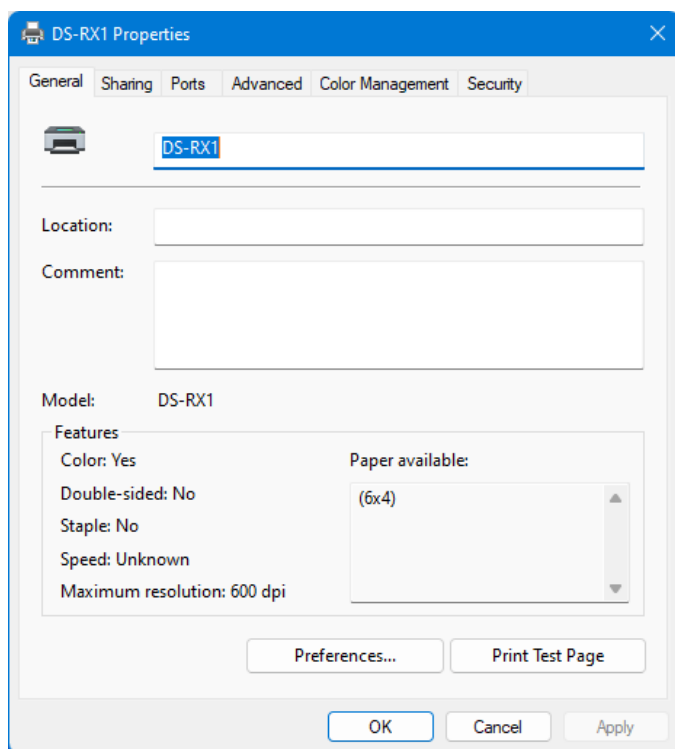 DS-RX1 Properties
General Sharing Ports Advanced Color Management Security
DS-RX1
Location:
Comment:
Model: DS-RX1
Features
Color: Yes
Paper available:
Double-sided: No
(6x4)
Staple: No
Speed: Unknown
Maximum resolution: 600 dpi
Preferences... Print Test Page
OK Cancel Apply